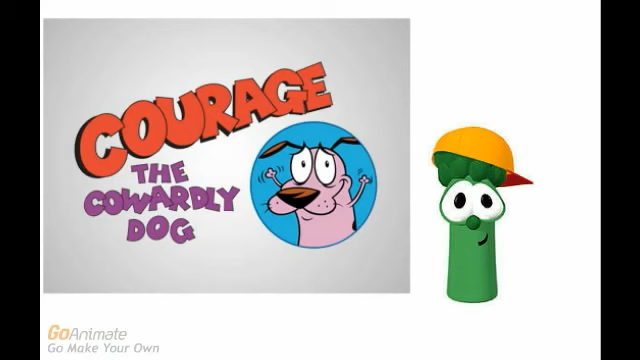 COURAGE
THE
COWARDLY
DOG
GoAnimate
Go Make Your Own